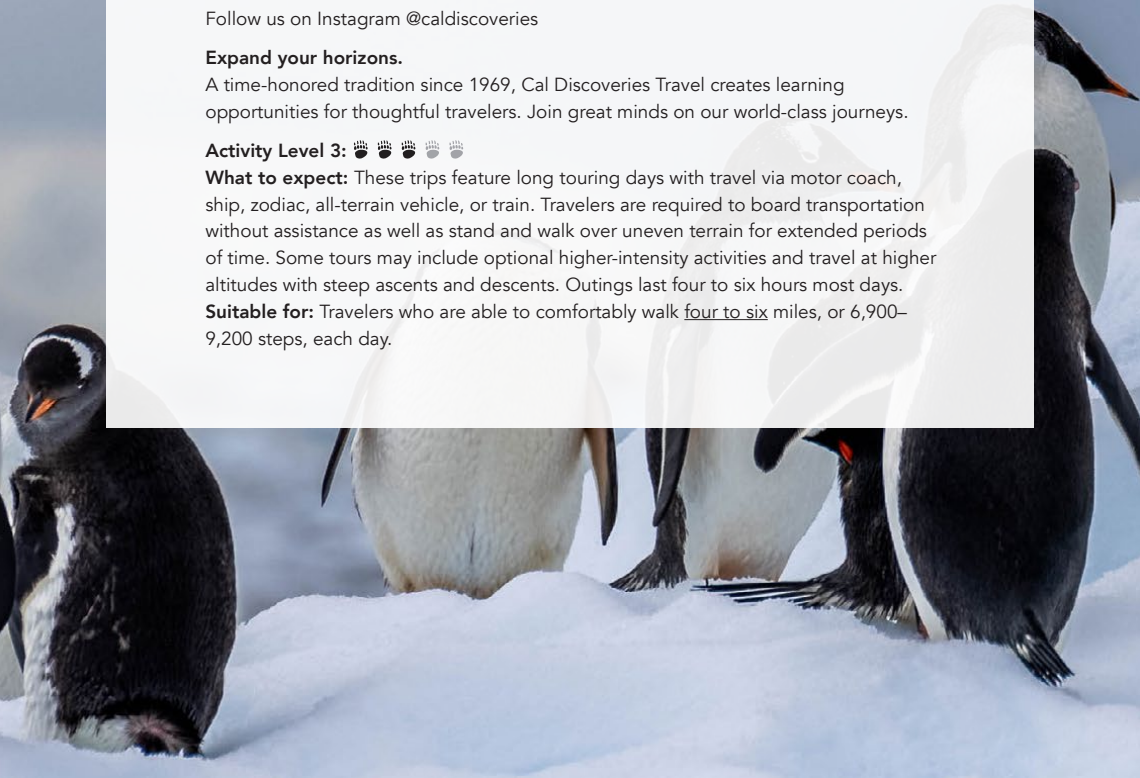 Follow us on Instagram @caldiscoveries
Expand your horizons.
A time-honored tradition since 1969, Cal Discoveries Travel creates learning
opportunities for thoughtful travelers. Join great minds on our world-class journeys.
Activity Level 3:
What to expect: These trips feature long touring days with travel via motor coach,
ship, zodiac, all-terrain vehicle, or train. Travelers are required to board transportation
without assistance as well as stand and walk over uneven terrain for extended periods
of time. Some tours may include optional higher-intensity activities and travel at higher
altitudes with steep ascents and descents. Outings last four to six hours most days.
Suitable for: Travelers who are able to comfortably walk four to six miles, or 6,900–
9,200 steps, each day.